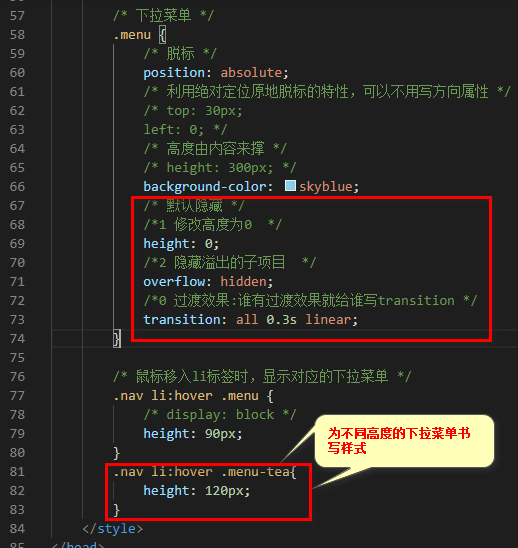 57 /* 下拉菜单 */
58 .menu {
59 /* 脱标 */
60 position: absolute;
61 /* 利用绝对定位原地脱标的特性，可以不用写方向属性 */
62 /* top: 30px;
63 left: 0; */
64 /* 高度由内容来撑 */
65 /* height: 300px; */
66 background-color: skyblue;
67 /* 默认隐藏 */
68 /*1 修改高度为0  */
69 height: 0;
70 /*2 隐藏溢出的子项目  */
71 overflow: hidden;
72 /*0 过渡效果:谁有过渡效果就给谁写transition */
73 transition: all 0.3s linear;
74 }
75
76 /* 鼠标移入li标签时，显示对应的下拉菜单 */
77 .nav li:hover .menu {
78 /* display: block */
79 height: 90px;
80 }
81 .nav li:hover .menu-tea{
82 height: 120px;
83 }
84 </style>
85 </head>
为不同高度的下拉菜单书
写样式